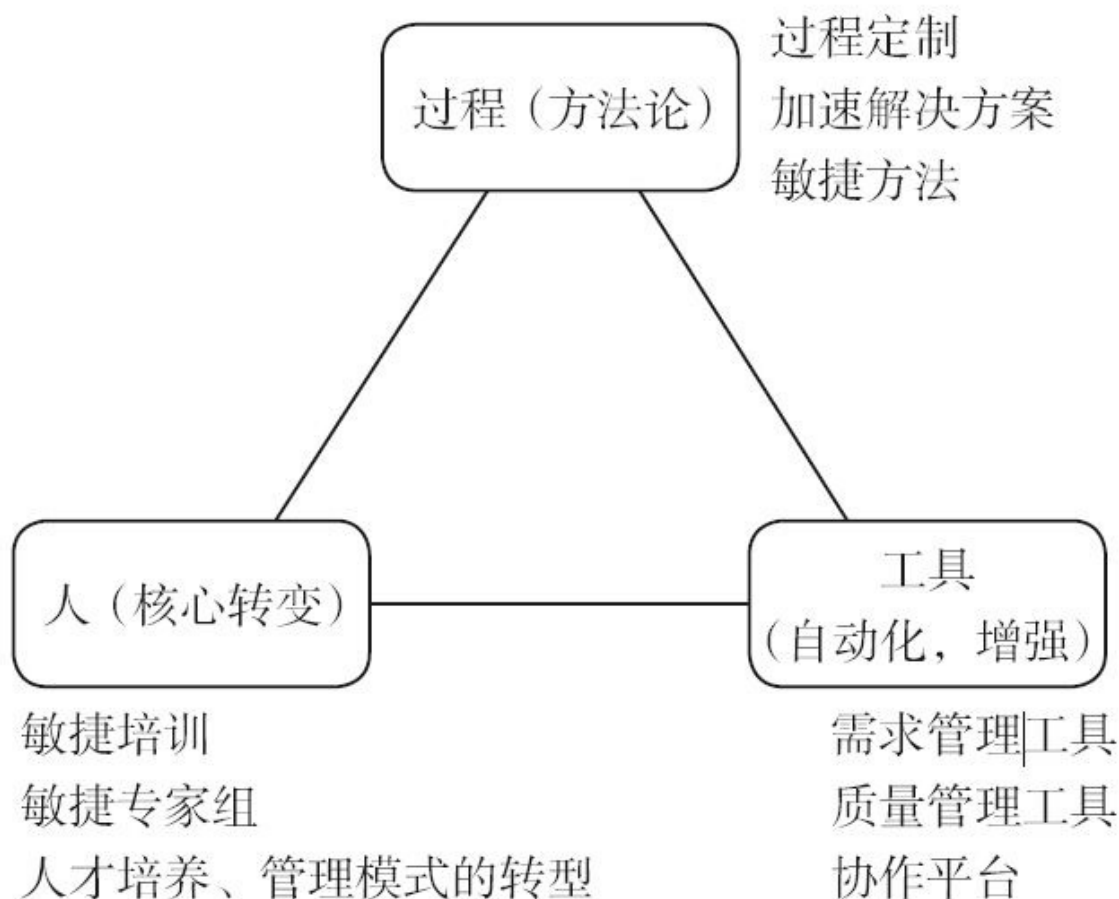 过程（方法论）
过程定制
加速解决方案
敏捷方法
人（核心转变）
工具
（自动化，增强）
敏捷培训
敏捷专家组
人才培养、管理模式的转型
需求管理工具
质量管理工具
协作平台